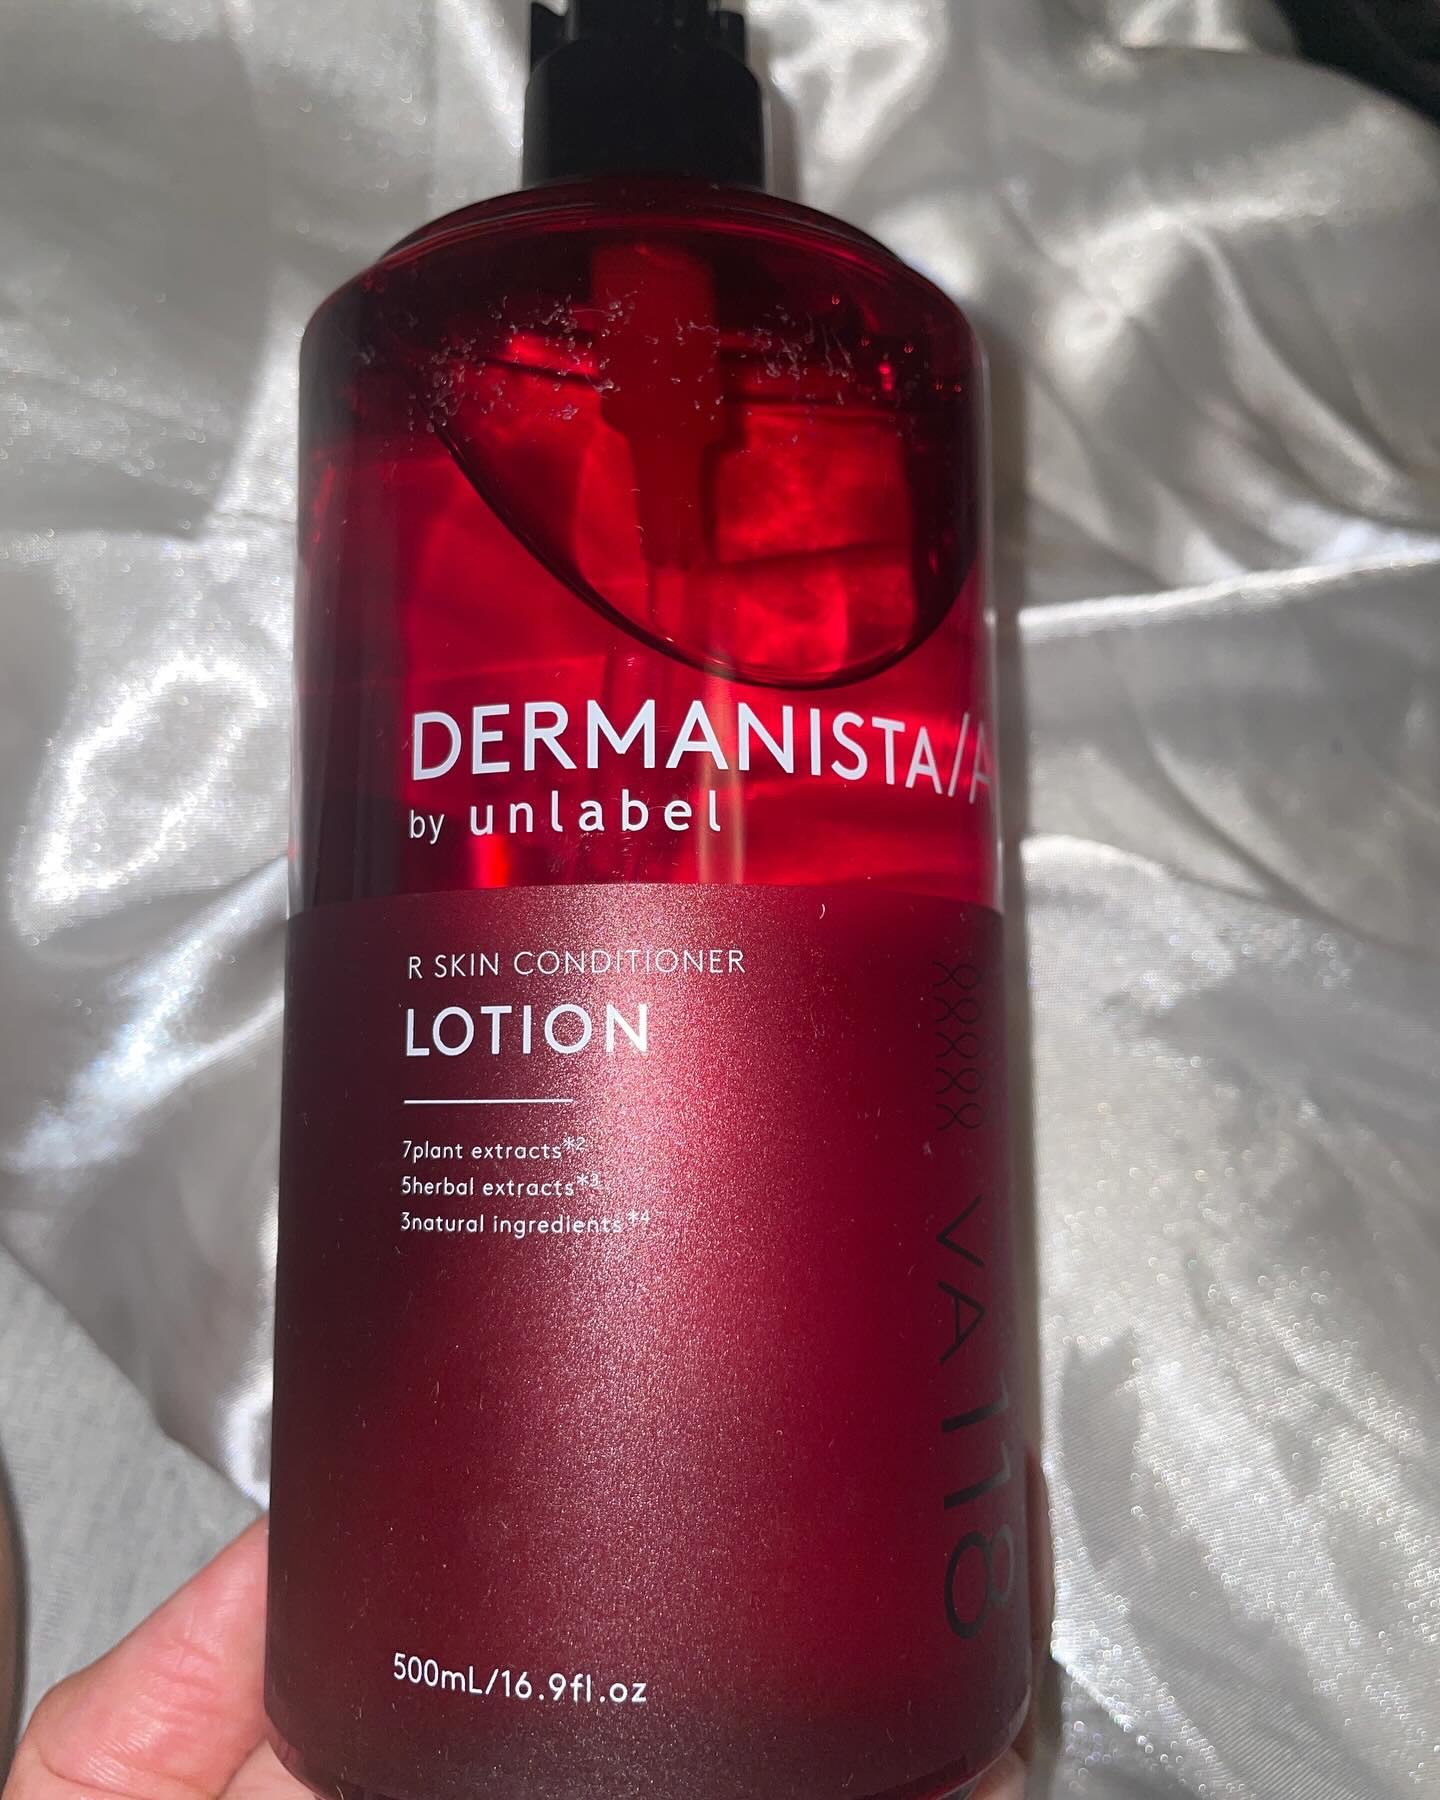 DERMANISTA/A
by unlabel
R SKIN CONDITIONER
LOTION
7plant extracts*2
5herbal extracts*3
3natural ingredients*4
VA118
500mL/16.9fl.oz